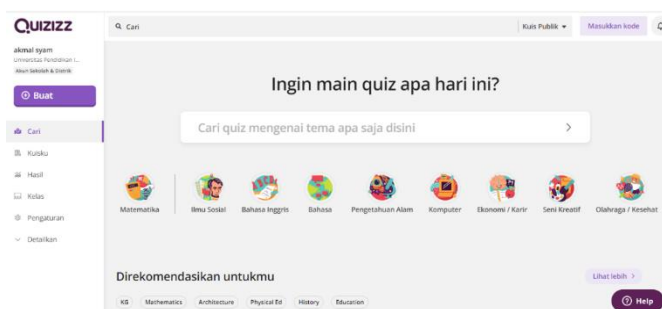 QUIZIZZ
akmal syam
Universitas Pendidikan I...
Akun Sekolah & Distrik
Buat
Cari
Kuisku
Hasil
Kelas
Pengaturan
Detailkan
Cari
Kuis Publik
Masukkan kode
Ingin main quiz apa hari ini?
Cari quiz mengenai tema apa saja disini
Matematika
Ilmu Sosial
Bahasa Inggris
Bahasa
Pengetahuan Alam
Komputer
Ekonomi / Karir
Seni Kreatif
Olahraga / Kesehat
Direkomendasikan untukmu
Lihat lebih
KG
Mathematics
Architecture
Physical Ed
History
Education
Help